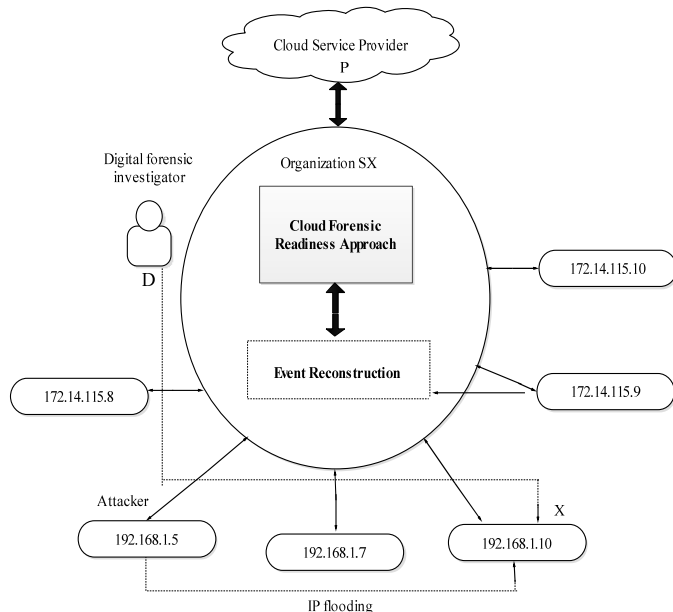 Cloud Service Provider
P
Digital forensic
investigator
D
Organization SX
Cloud Forensic
Readiness Approach
Event Reconstruction
172.14.115.10
172.14.115.9
172.14.115.8
Attacker
192.168.1.5
192.168.1.7
X
192.168.1.10
IP flooding